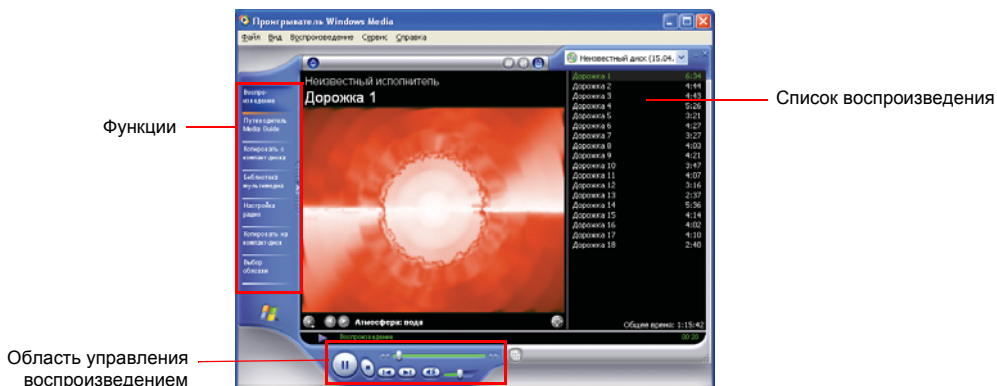 Проигрыватель Windows Media
Файл Вид Воспроизведение Сервис Справка
Неизвестный диск (15.04.
Неизвестный исполнитель
Дорожка 1
Воспро-
изведение
Путеводитель
Media Guide
Копировать с
компакт-диска
Библиотека
мультимедиа
Настройка
радио
Копировать на
компакт-диск
Выбор
обложки
Дорожка 1 6:34
Дорожка 2 4:44
Дорожка 3 4:43
Дорожка 4 5:26
Дорожка 5 3:21
Дорожка 6 4:27
Дорожка 7 3:27
Дорожка 8 4:03
Дорожка 9 4:21
Дорожка 10 3:47
Дорожка 11 4:07
Дорожка 12 3:16
Дорожка 13 2:37
Дорожка 14 5:36
Дорожка 15 4:14
Дорожка 16 4:02
Дорожка 17 4:10
Дорожка 18 2:40
Атмосфера: вода
Общее время: 1:15:42
Воспроизведение 00:20
Функции
Список воспроизведения
Область управления
воспроизведением